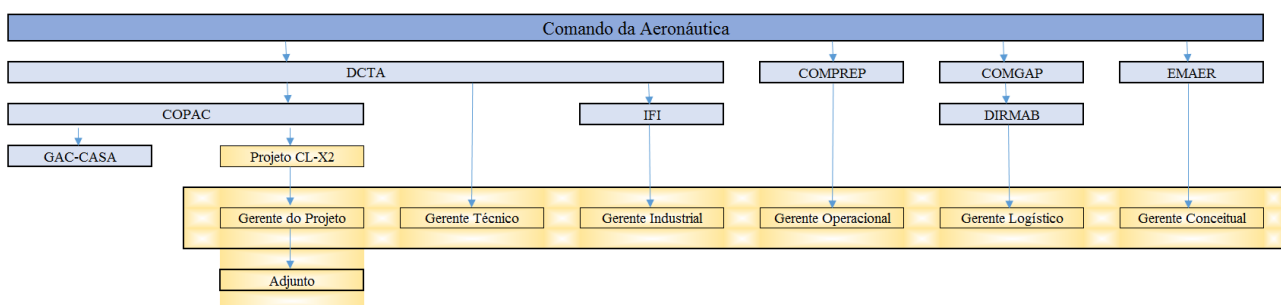 Comando da Aeronáutica
DCTA
COMPREP
COMGAP
EMAER
COPAC
IFI
DIRMAB
GAC-CASA
Projeto CL-X2
Gerente do Projeto
Gerente Técnico
Gerente Industrial
Gerente Operacional
Gerente Logístico
Gerente Conceitual
Adjunto